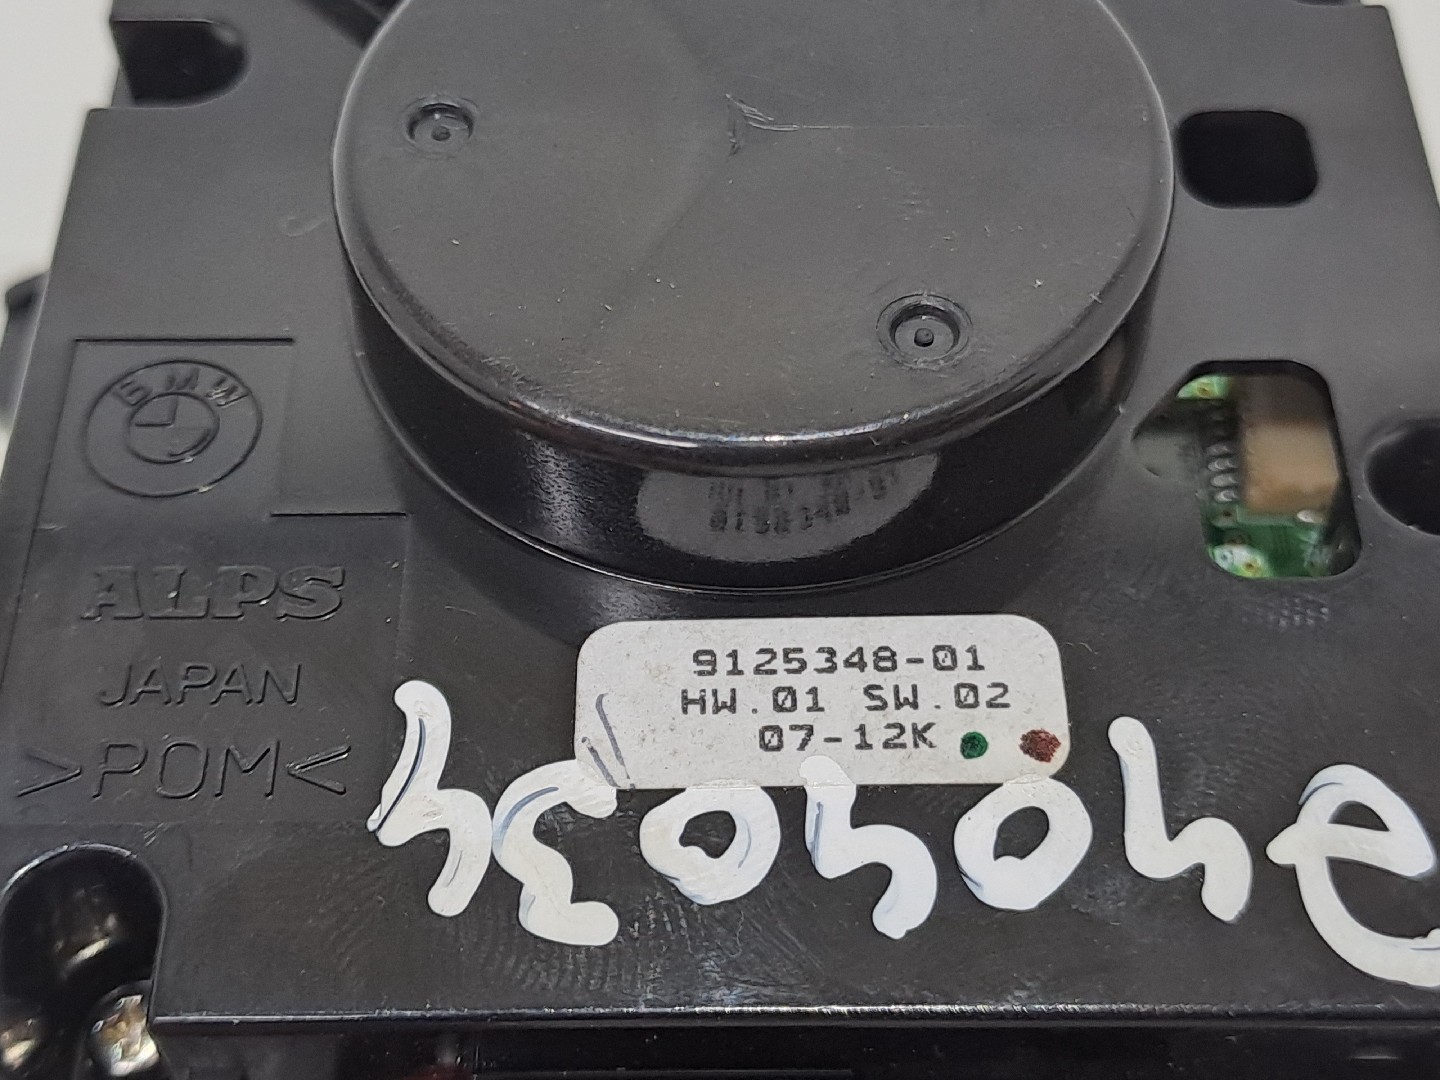 BMW
ALPS
JAPAN
>POM<
9125348-01
HW.01 SW.02
07-12K